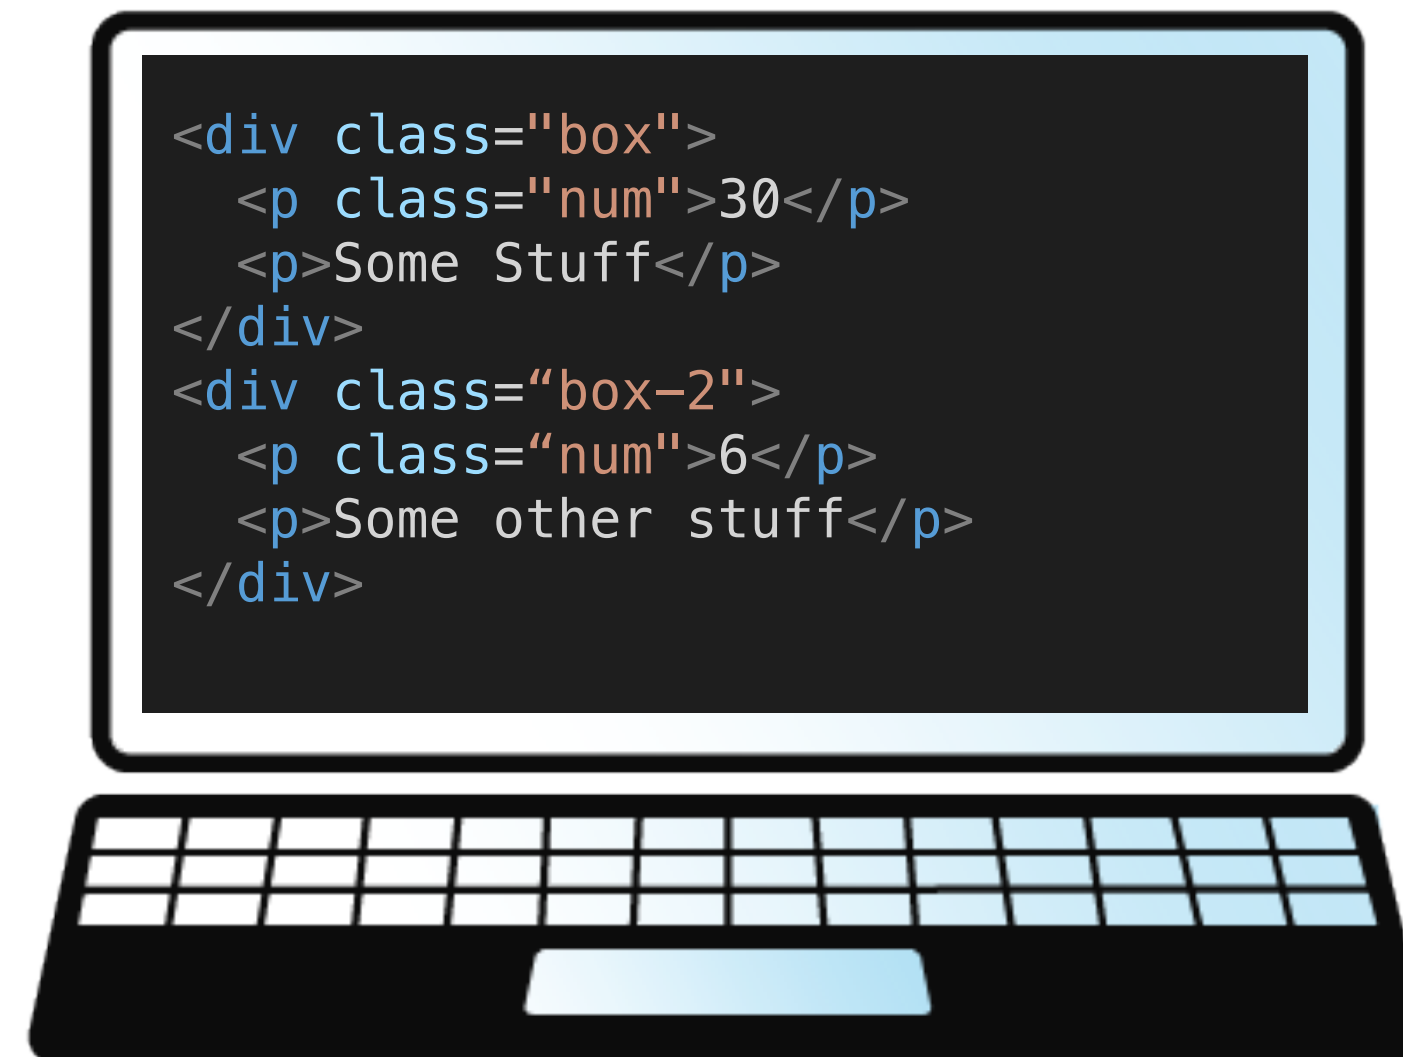 <div class="box">
  <p class="num">30</p>
  <p>Some Stuff</p>
</div>
<div class=“box-2">
  <p class=“num">6</p>
  <p>Some other stuff</p>
</div>